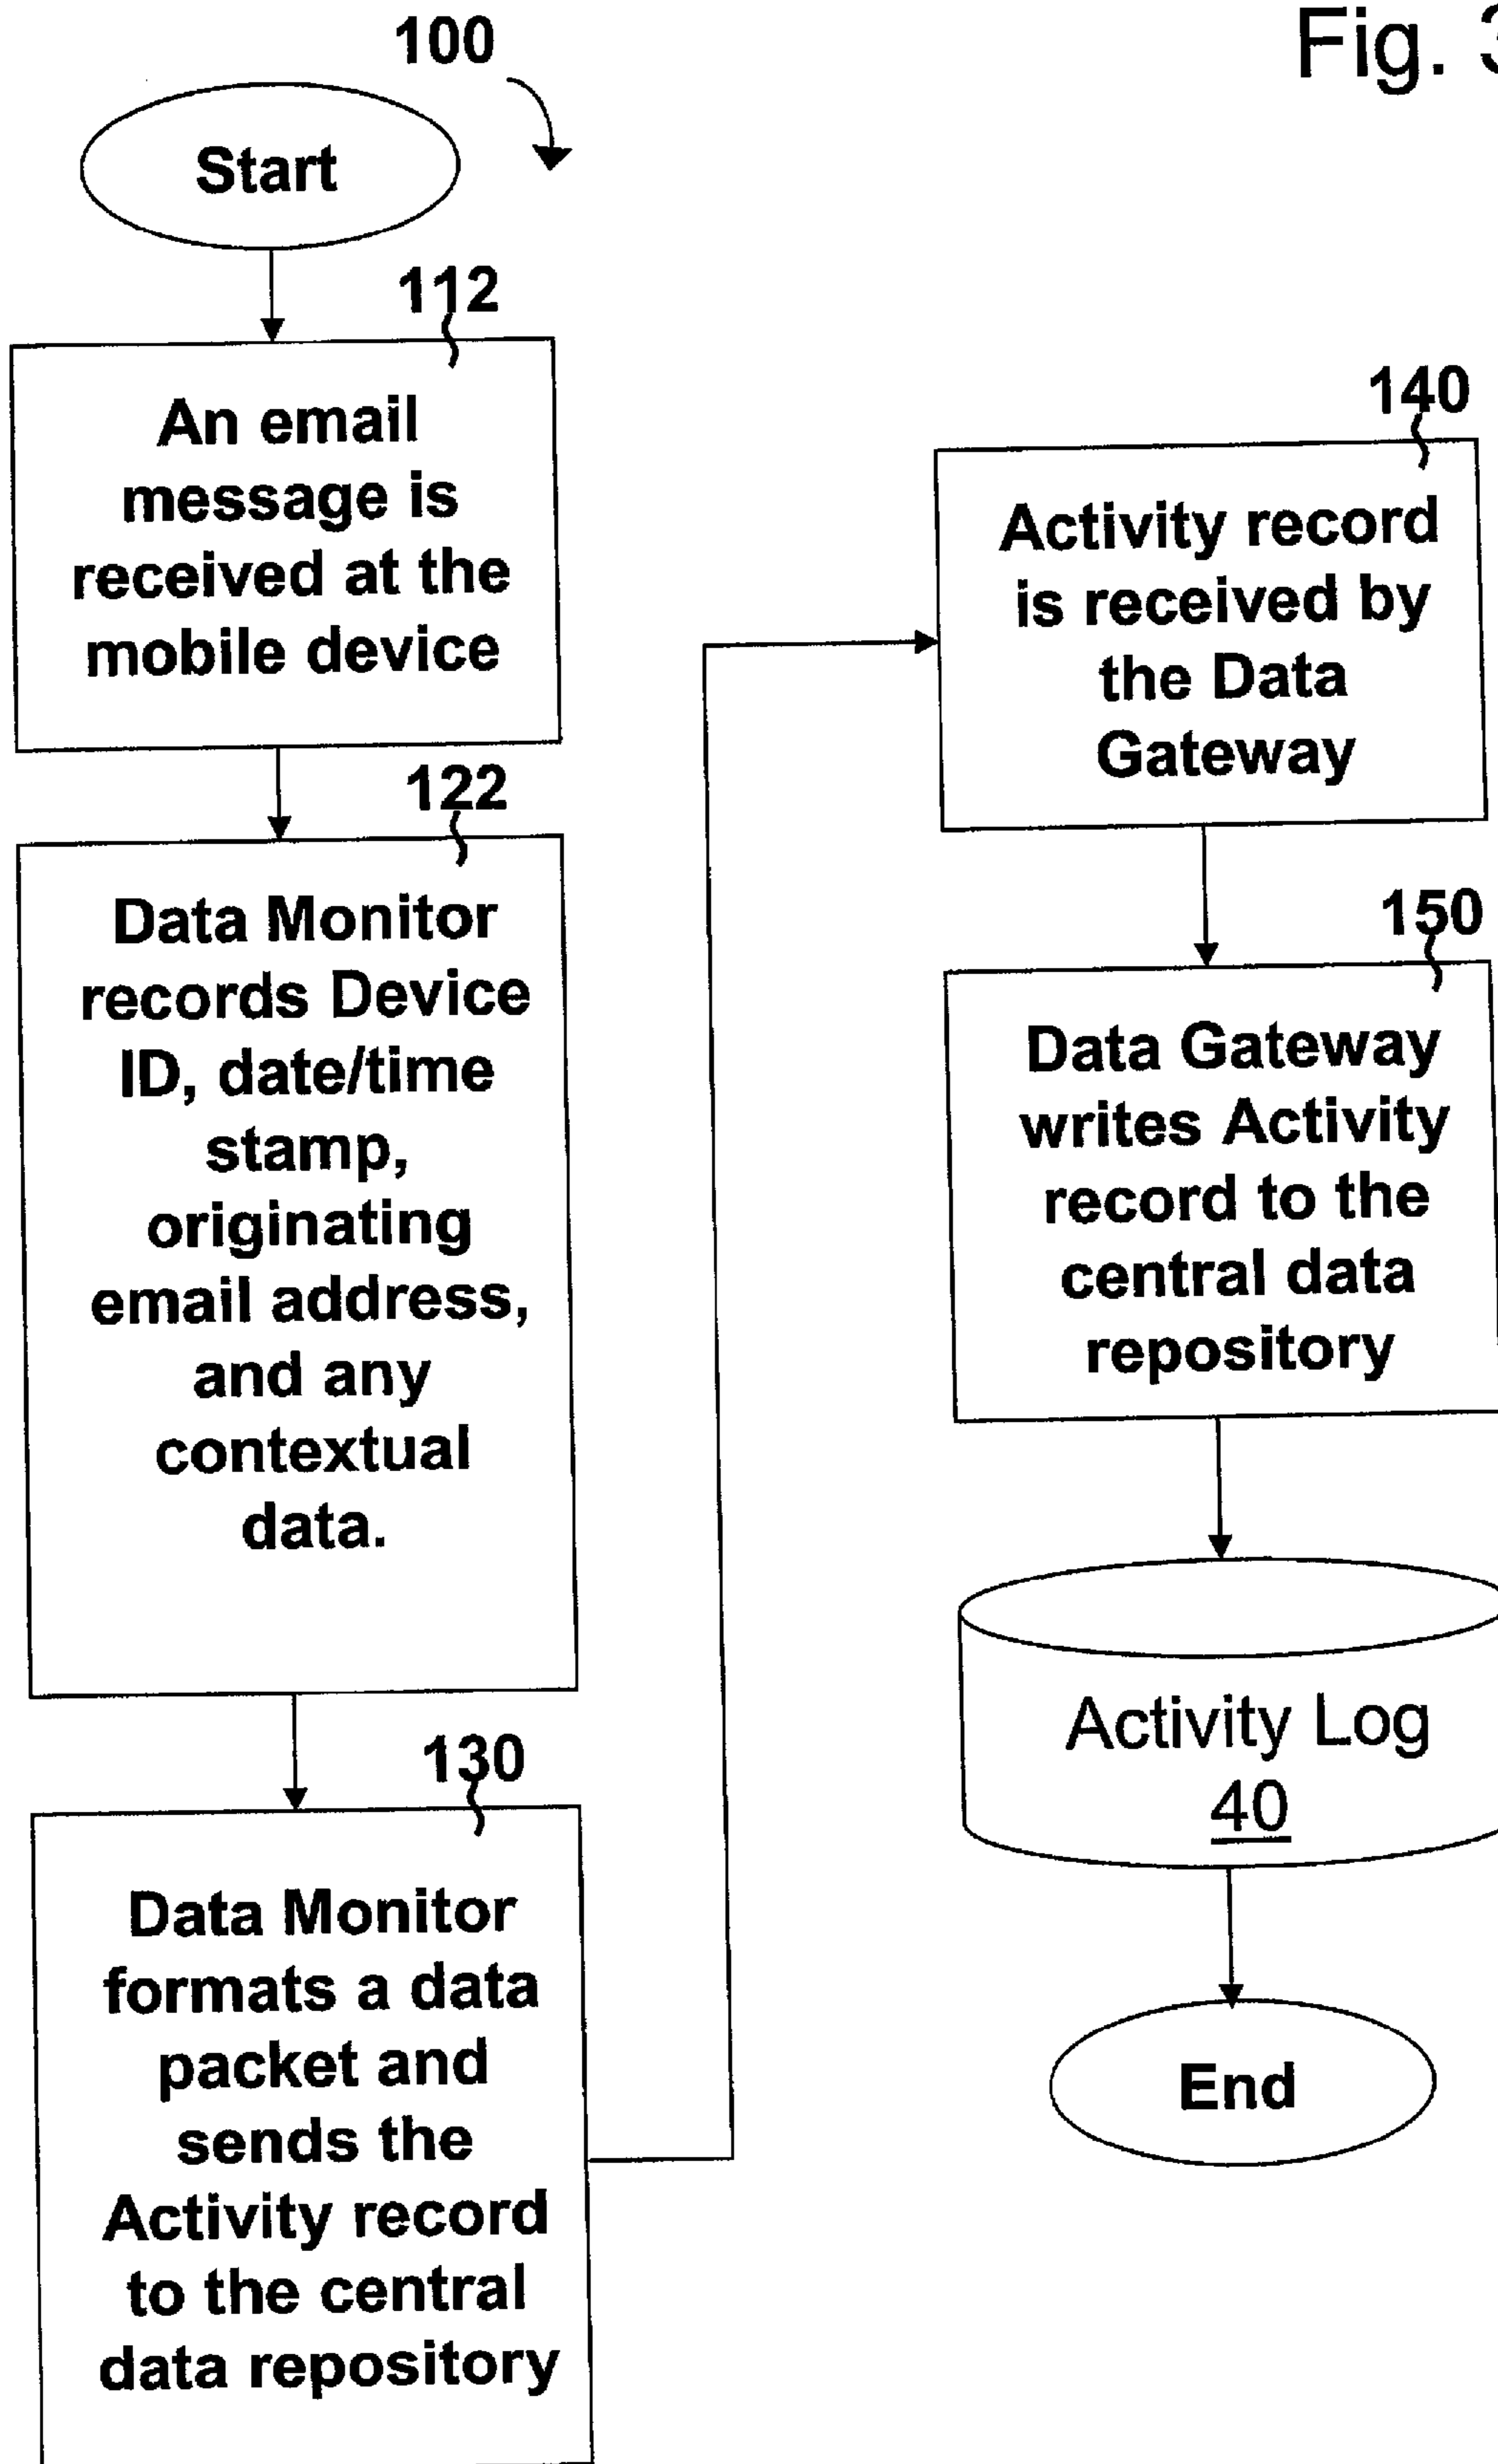 Fig. 3
100
Start
112
An email
message is
received at the
mobile device
122
Data Monitor
records Device
ID, date/time
stamp,
originating
email address,
and any
contextual
data.
130
Data Monitor
formats a data
packet and
sends the
Activity record
to the central
data repository
140
Activity record
is received by
the Data
Gateway
150
Data Gateway
writes Activity
record to the
central data
repository
Activity Log
40
End